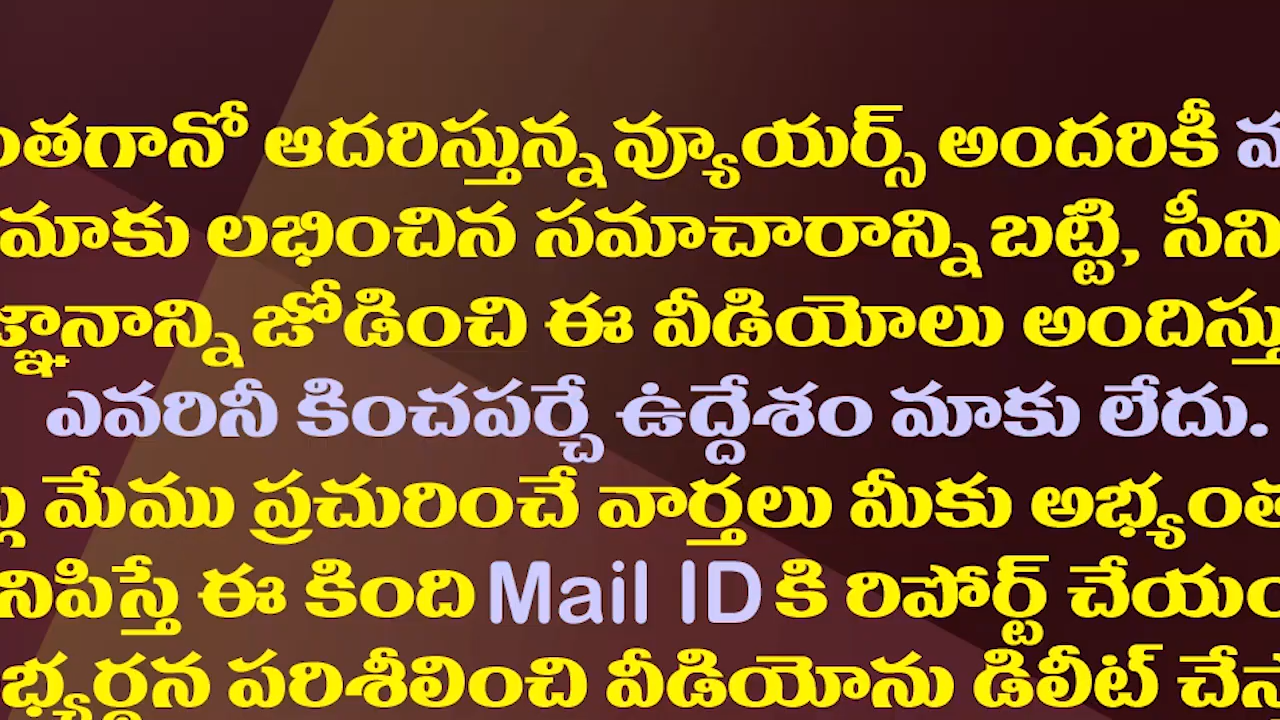 ంతగానో ఆదరిస్తున్న వ్యూయర్స్ అందరికీ
మాకు లభించిన సమాచారాన్ని బట్టి, సీని
జ్ఞానాన్ని జోడించి ఈ వీడియోలు అందిస్తు
ఎవరినీ కించపర్చే ఉద్దేశం మాకు లేదు.
మేము ప్రచురించే వార్తలు మీకు అభ్యంత
నిపిస్తే ఈ కింది Mail ID కి రిపోర్ట్ చేయం
భ్యర్థన పరిశీలించి వీడియోను డిలీట్ చేస